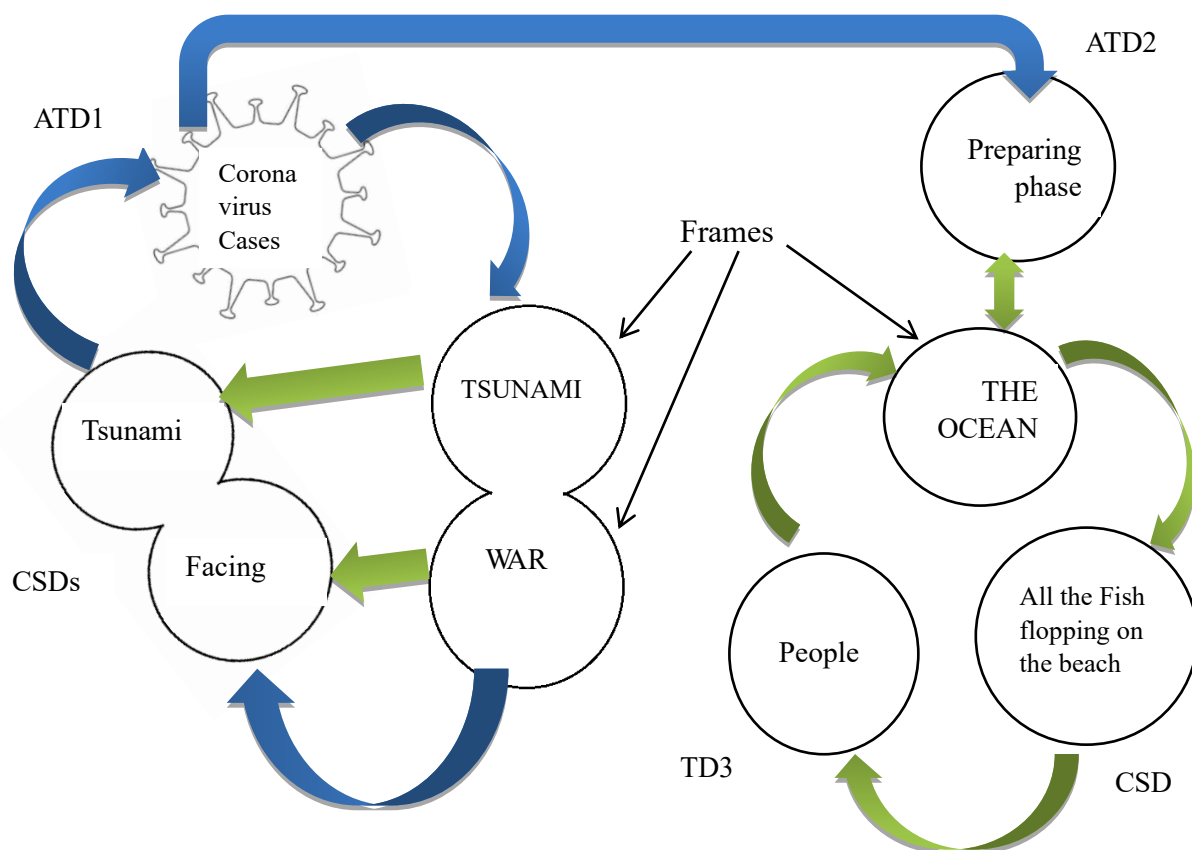 ATD2
ATD1
Preparing
phase
Corona
virus
Cases
Frames
TSUNAMI
THE
OCEAN
Tsunami
WAR
Facing
CSDs
All the Fish
flopping on
the beach
People
TD3
CSD